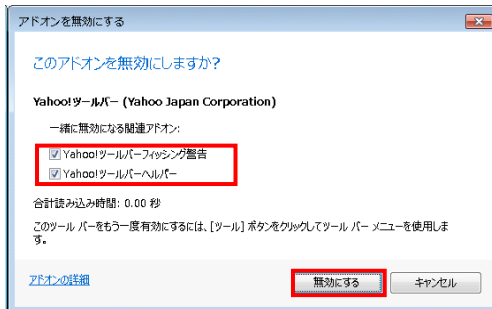 アドオンを無効にする
このアドオンを無効にしますか?
Yahoo!ツールバー (Yahoo Japan Corporation)
一緒に無効になる関連アドオン:
Yahoo!ツールバーフィッシング警告
Yahoo!ツールバーヘルパー
合計読み込み時間: 0.00 秒
このツール バーをもう一度有効にするには、[ツール] ボタンをクリックしてツール バー メニューを使用しま
す。
アドオンの詳細
無効にする
キャンセル